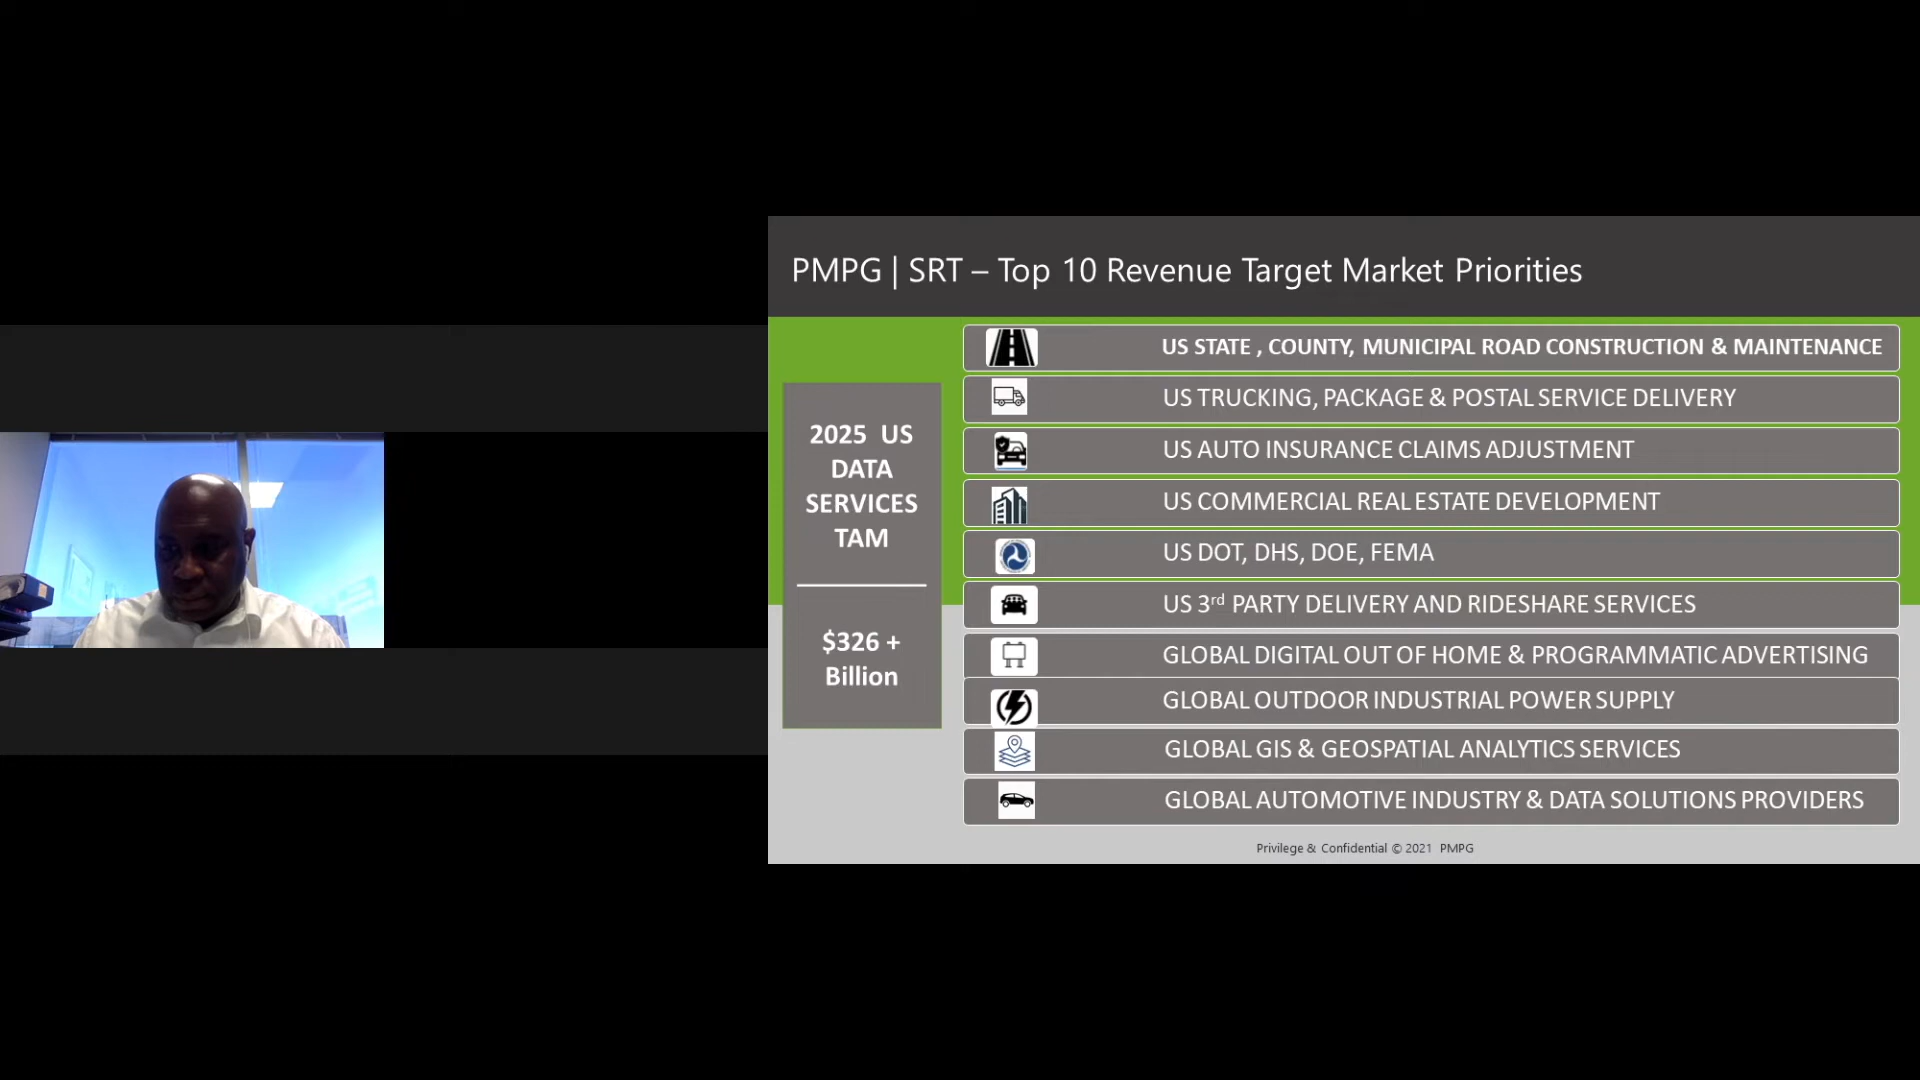 PMPG | SRT – Top 10 Revenue Target Market Priorities
2025 US
DATA
SERVICES
TAM
$326 +
Billion
US STATE , COUNTY, MUNICIPAL ROAD CONSTRUCTION & MAINTENANCE
US TRUCKING, PACKAGE & POSTAL SERVICE DELIVERY
US AUTO INSURANCE CLAIMS ADJUSTMENT
US COMMERCIAL REAL ESTATE DEVELOPMENT
US DOT, DHS, DOE, FEMA
US 3rd PARTY DELIVERY AND RIDESHARE SERVICES
GLOBAL DIGITAL OUT OF HOME & PROGRAMMATIC ADVERTISING
GLOBAL OUTDOOR INDUSTRIAL POWER SUPPLY
GLOBAL GIS & GEOSPATIAL ANALYTICS SERVICES
GLOBAL AUTOMOTIVE INDUSTRY & DATA SOLUTIONS PROVIDERS
Privilege & Confidential © 2021 PMPG